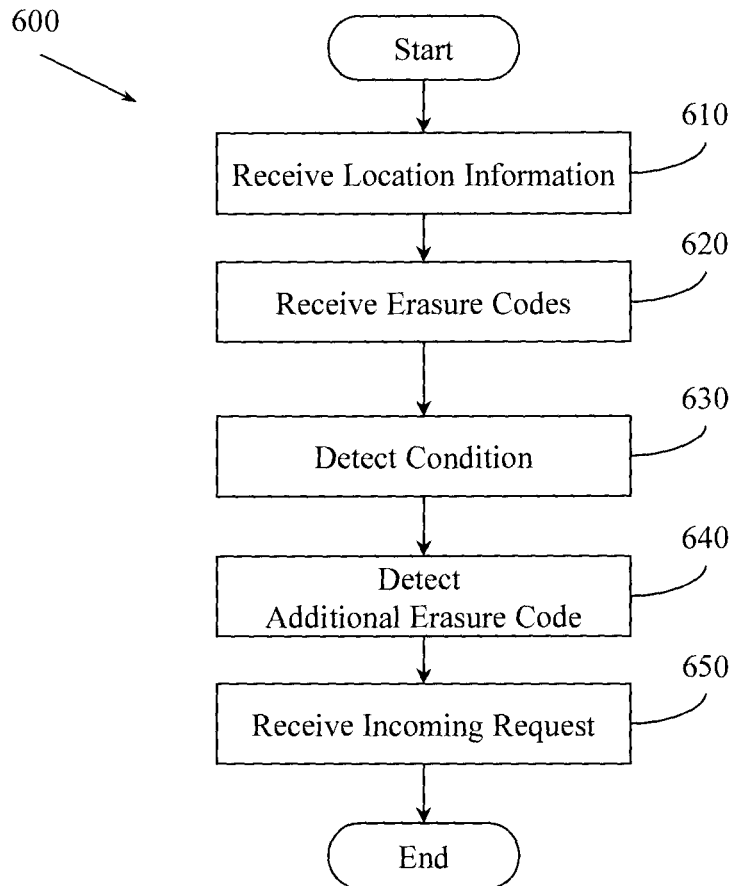 600
Start
610
Receive Location Information
620
Receive Erasure Codes
630
Detect Condition
640
Detect
Additional Erasure Code
650
Receive Incoming Request
End